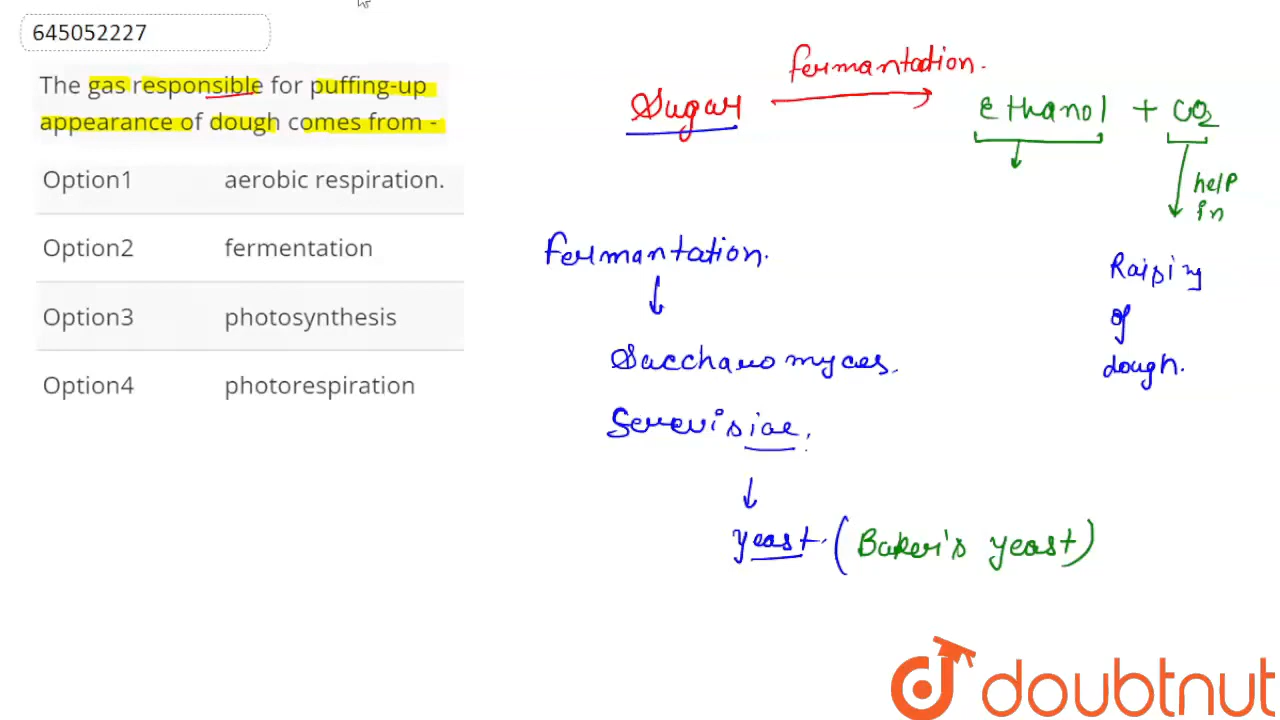 645052227
The gas responsible for puffing-up
appearance of dough comes from -
Option1 aerobic respiration.
Option2 fermentation
Option3 photosynthesis
Option4 photorespiration
Sugar fermantation. Ethanol + CO2
help
in
Raising
of
dough.
fermantation.
Saccharomyces.
Serevisiae.
yeast. (Baker's yeast)
doubtnut